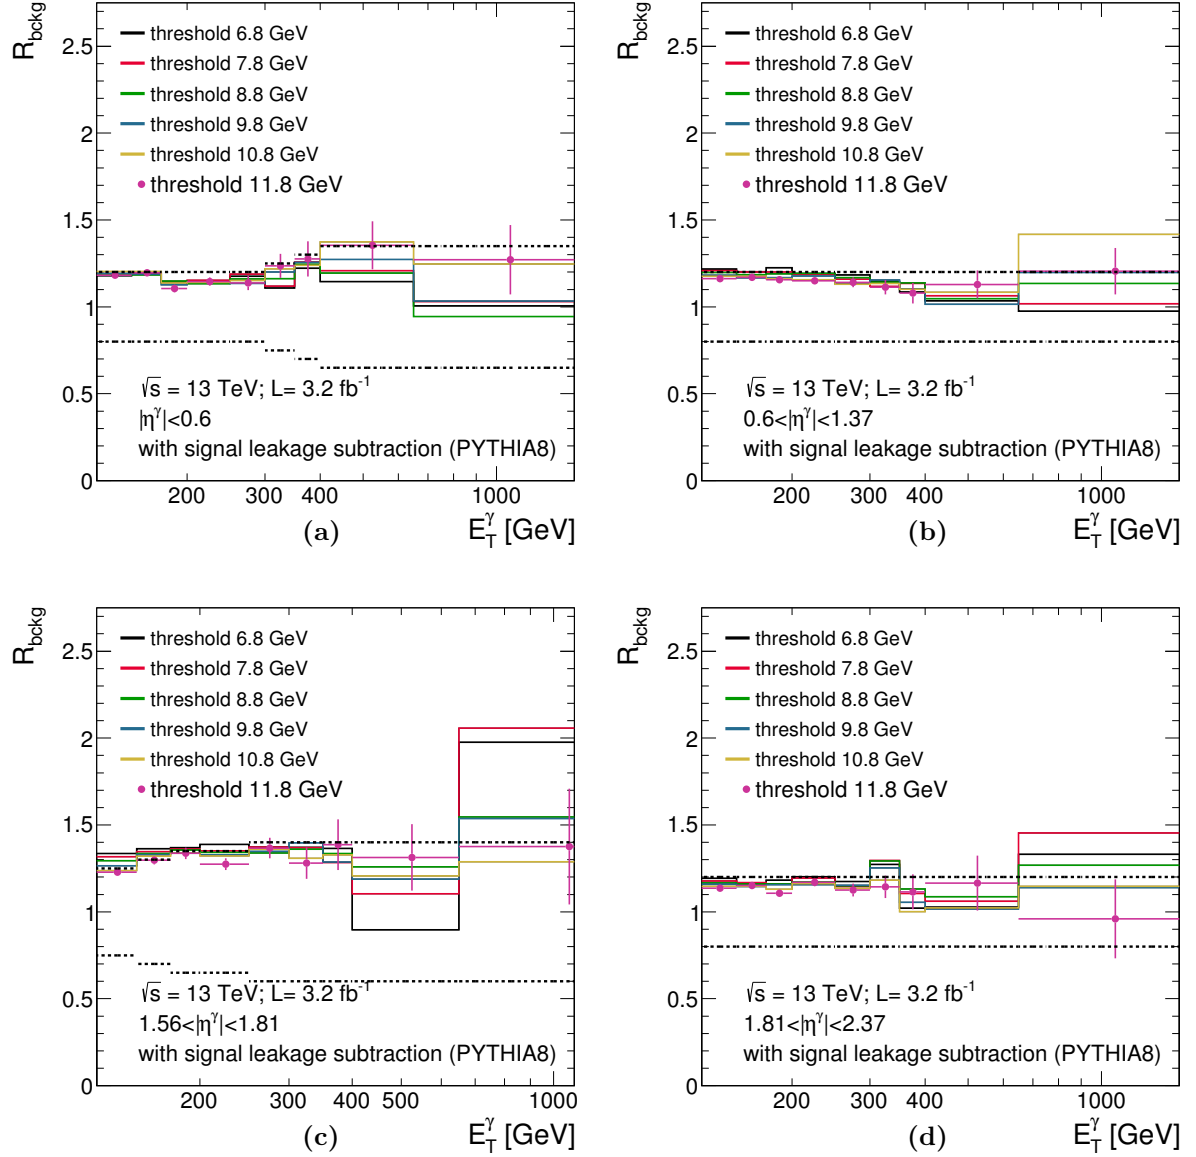 R_bckg
threshold 6.8 GeV
threshold 7.8 GeV
threshold 8.8 GeV
threshold 9.8 GeV
threshold 10.8 GeV
threshold 11.8 GeV
2.5
2
1.5
1
0.5
0
√s = 13 TeV; L= 3.2 fb⁻¹
|η^γ|<0.6
with signal leakage subtraction (PYTHIA8)
200 300 400 1000
E_T^γ [GeV]
(a)
R_bckg
threshold 6.8 GeV
threshold 7.8 GeV
threshold 8.8 GeV
threshold 9.8 GeV
threshold 10.8 GeV
threshold 11.8 GeV
2.5
2
1.5
1
0.5
0
√s = 13 TeV; L= 3.2 fb⁻¹
0.6<|η^γ|<1.37
with signal leakage subtraction (PYTHIA8)
200 300 400 1000
E_T^γ [GeV]
(b)
R_bckg
threshold 6.8 GeV
threshold 7.8 GeV
threshold 8.8 GeV
threshold 9.8 GeV
threshold 10.8 GeV
threshold 11.8 GeV
2.5
2
1.5
1
0.5
0
√s = 13 TeV; L= 3.2 fb⁻¹
1.56<|η^γ|<1.81
with signal leakage subtraction (PYTHIA8)
200 300 400 500 1000
E_T^γ [GeV]
(c)
R_bckg
threshold 6.8 GeV
threshold 7.8 GeV
threshold 8.8 GeV
threshold 9.8 GeV
threshold 10.8 GeV
threshold 11.8 GeV
2.5
2
1.5
1
0.5
0
√s = 13 TeV; L= 3.2 fb⁻¹
1.81<|η^γ|<2.37
with signal leakage subtraction (PYTHIA8)
200 300 400 1000
E_T^γ [GeV]
(d)